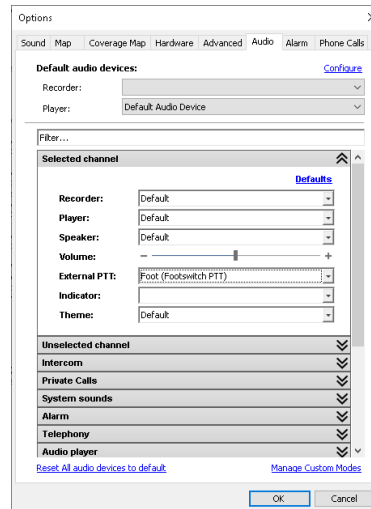 Options
Sound Map Coverage Map Hardware Advanced Audio Alarm Phone Calls
Default audio devices: Configure
Recorder:
Player: Default Audio Device
Filter...
Selected channel
Defaults
Recorder: Default
Player: Default
Speaker: Default
Volume: - +
External PTT: Foot (Footswitch PTT)
Indicator:
Theme: Default
Unselected channel
Intercom
Private Calls
System sounds
Alarm
Telephony
Audio player
Reset All audio devices to default Manage Custom Modes
OK Cancel